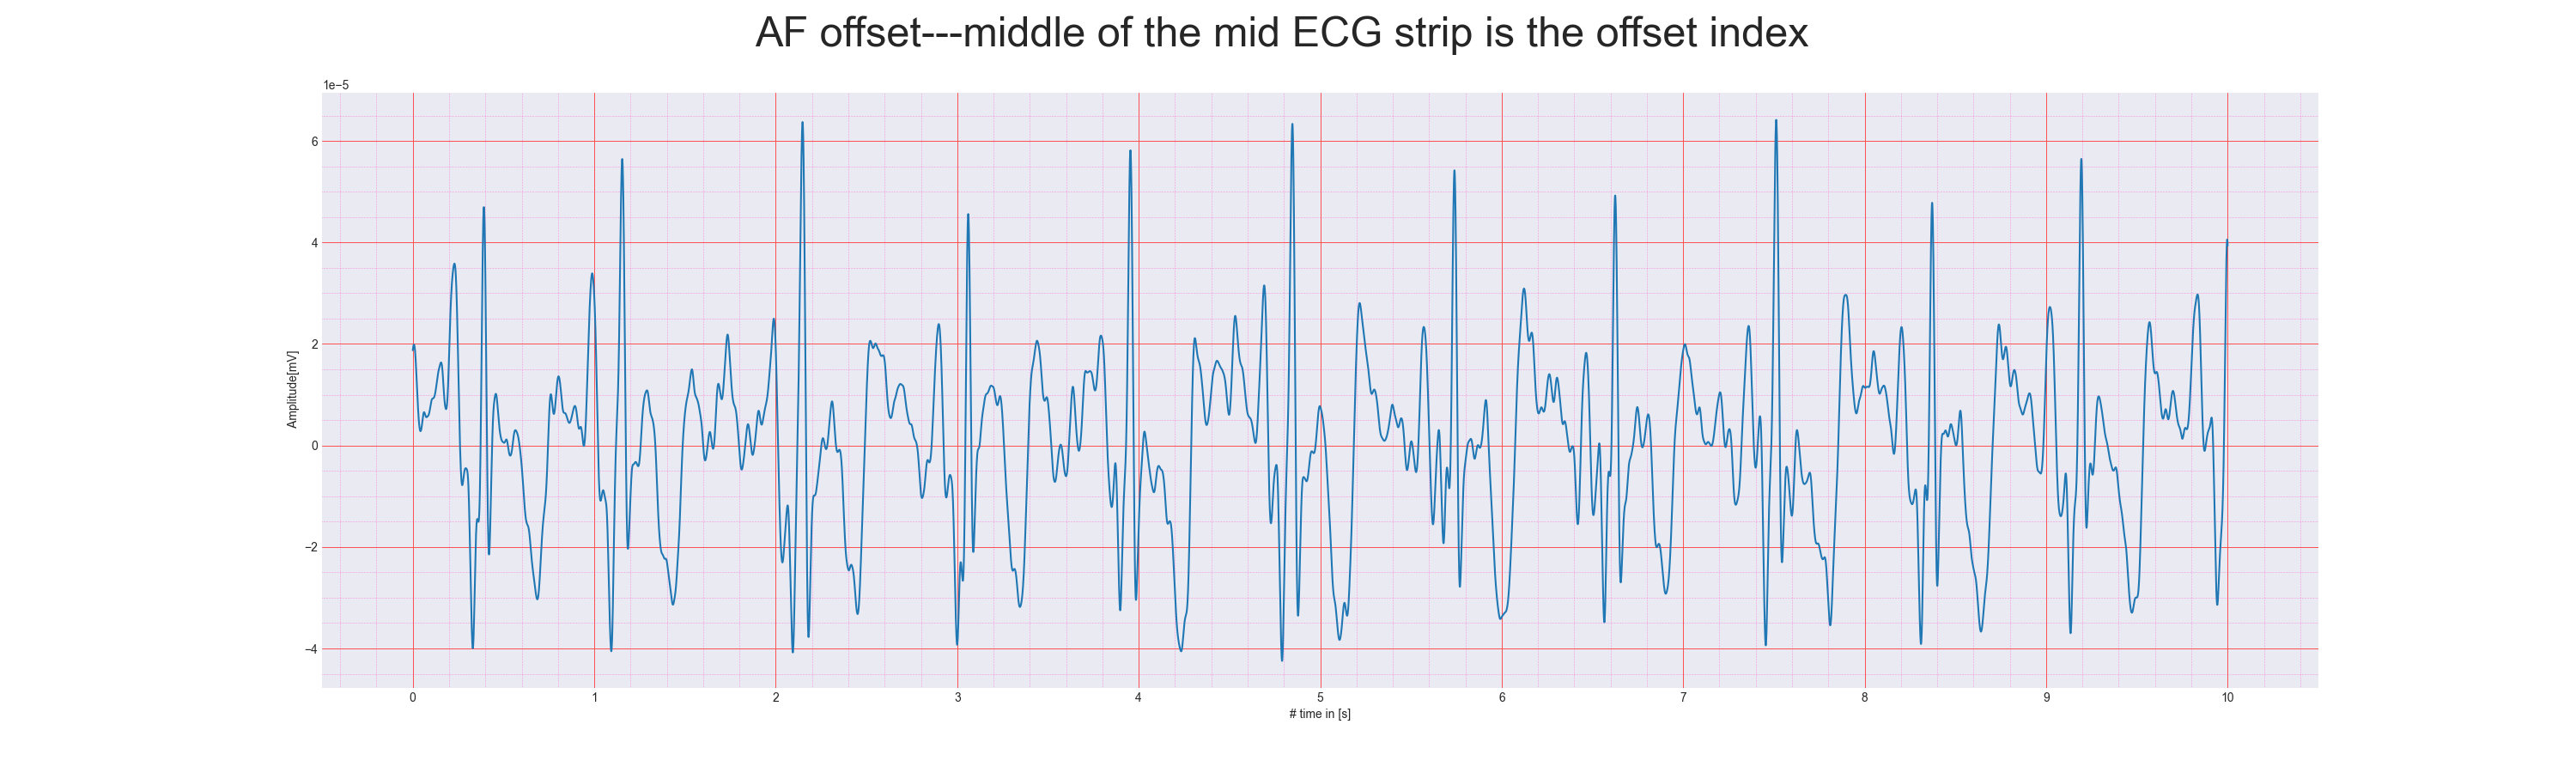 AF offset---middle of the mid ECG strip is the offset index
1e−5
6
4
2
0
−2
−4
Amplitude[mV]
0 1 2 3 4 5 6 7 8 9 10
# time in [s]